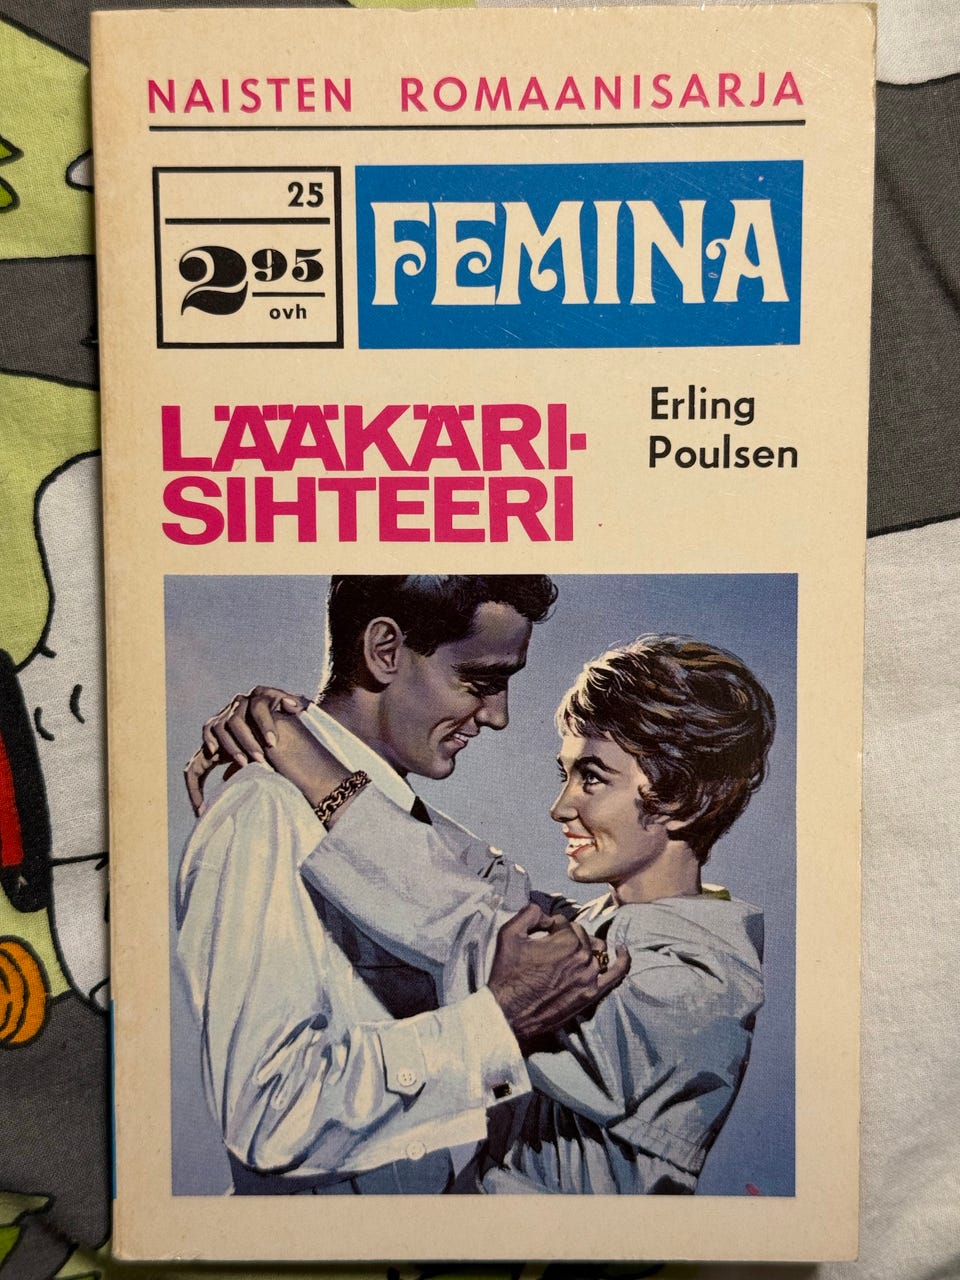 NAISTEN ROMAANISARJA
25
2 95
ovh
FEMINA
LÄÄKÄRI-
SIHTEERI
Erling
Poulsen